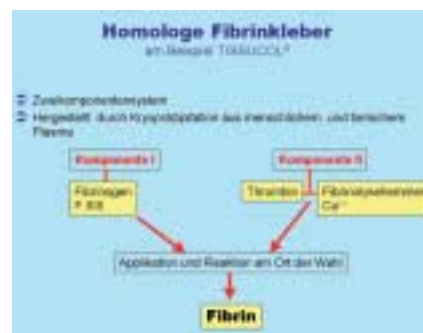 Homologe Fibrinkleber
am Beispiel TISSUCOL®
Zweikomponentensystem
Hergestellt durch Kryopräzipitation aus menschlichem und tierischem
Plasma
Komponente I
Komponente II
Fibrinogen
F XIII
Thrombin
Fibrinolysehemmer
Ca⁺⁺
Applikation und Reaktion am Ort der Wahl
Fibrin